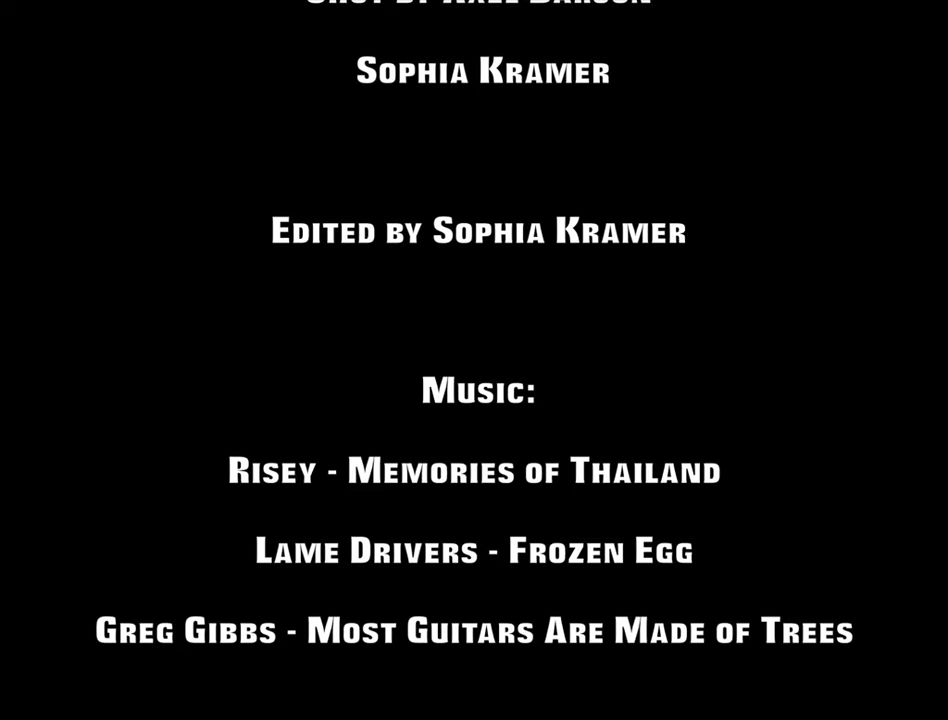 Sophia Kramer
Edited by Sophia Kramer
Music:
Risey - Memories of Thailand
Lame Drivers - Frozen Egg
Greg Gibbs - Most Guitars Are Made of Trees